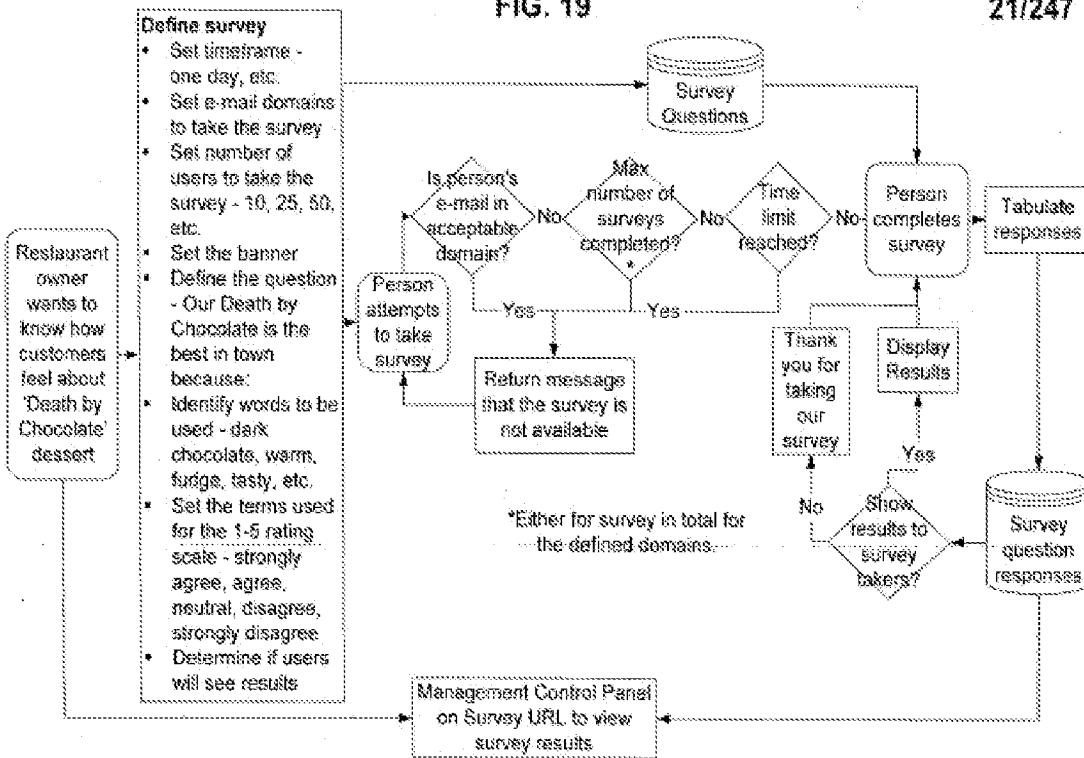 FIG. 19
21/247
Restaurant
owner
wants to
know how
customers
feel about
'Death by
Chocolate'
dessert
Define survey
• Set timeframe -
one day, etc.
• Set e-mail domains
to take the survey
• Set number of
users to take the
survey - 10, 25, 50,
etc.
• Set the banner
• Define the question
- Our Death by
Chocolate is the
best in town
because:
• Identify words to be
used - dark
chocolate, warm,
fudge, tasty, etc.
• Set the terms used
for the 1-5 rating
scale - strongly
agree, agree,
neutral, disagree,
strongly disagree
• Determine if users
will see results
Survey
Questions
Person
attempts
to take
survey
Is person's
e-mail in
acceptable
domain?
No
Max
number of
surveys
completed?
*
No
Time
limit
reached?
No
Person
completes
survey
Tabulate
responses
Yes
Yes
Return message
that the survey is
not available
Thank
you for
taking
our
survey
Display
Results
Yes
No
Show
results to
survey
takers?
Survey
question
responses
*Either for survey in total for
the defined domains.
Management Control Panel
on Survey URL to view
survey results